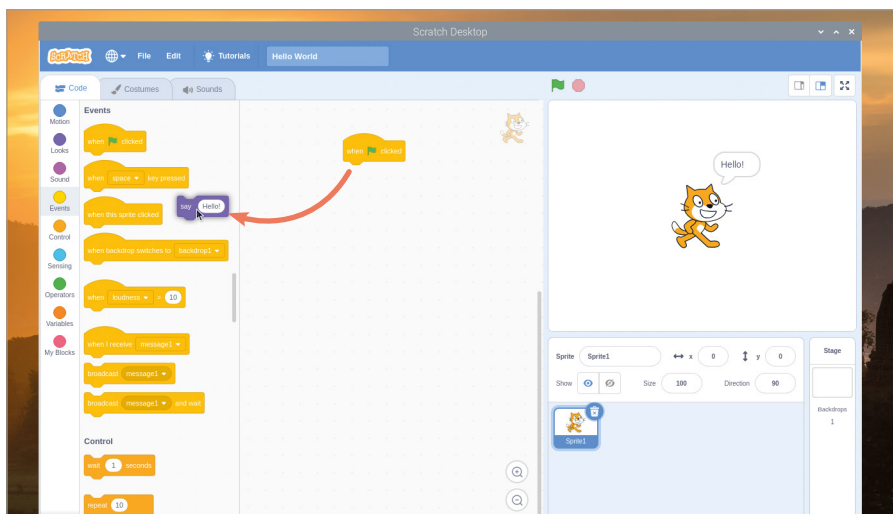 Scratch Desktop
SCRATCH File Edit Tutorials Hello World
Code Costumes Sounds
Motion
Looks
Sound
Events
Control
Sensing
Operators
Variables
My Blocks
Events
when clicked
when space key pressed
when this sprite clicked
when backdrop switches to backdrop1
when loudness > 10
when I receive message1
broadcast message1
broadcast message1 and wait
Control
wait 1 seconds
repeat 10
say Hello!
when clicked
Hello!
Sprite Sprite1 x 0 y 0
Show Size 100 Direction 90
Sprite1
Stage
Backdrops
1